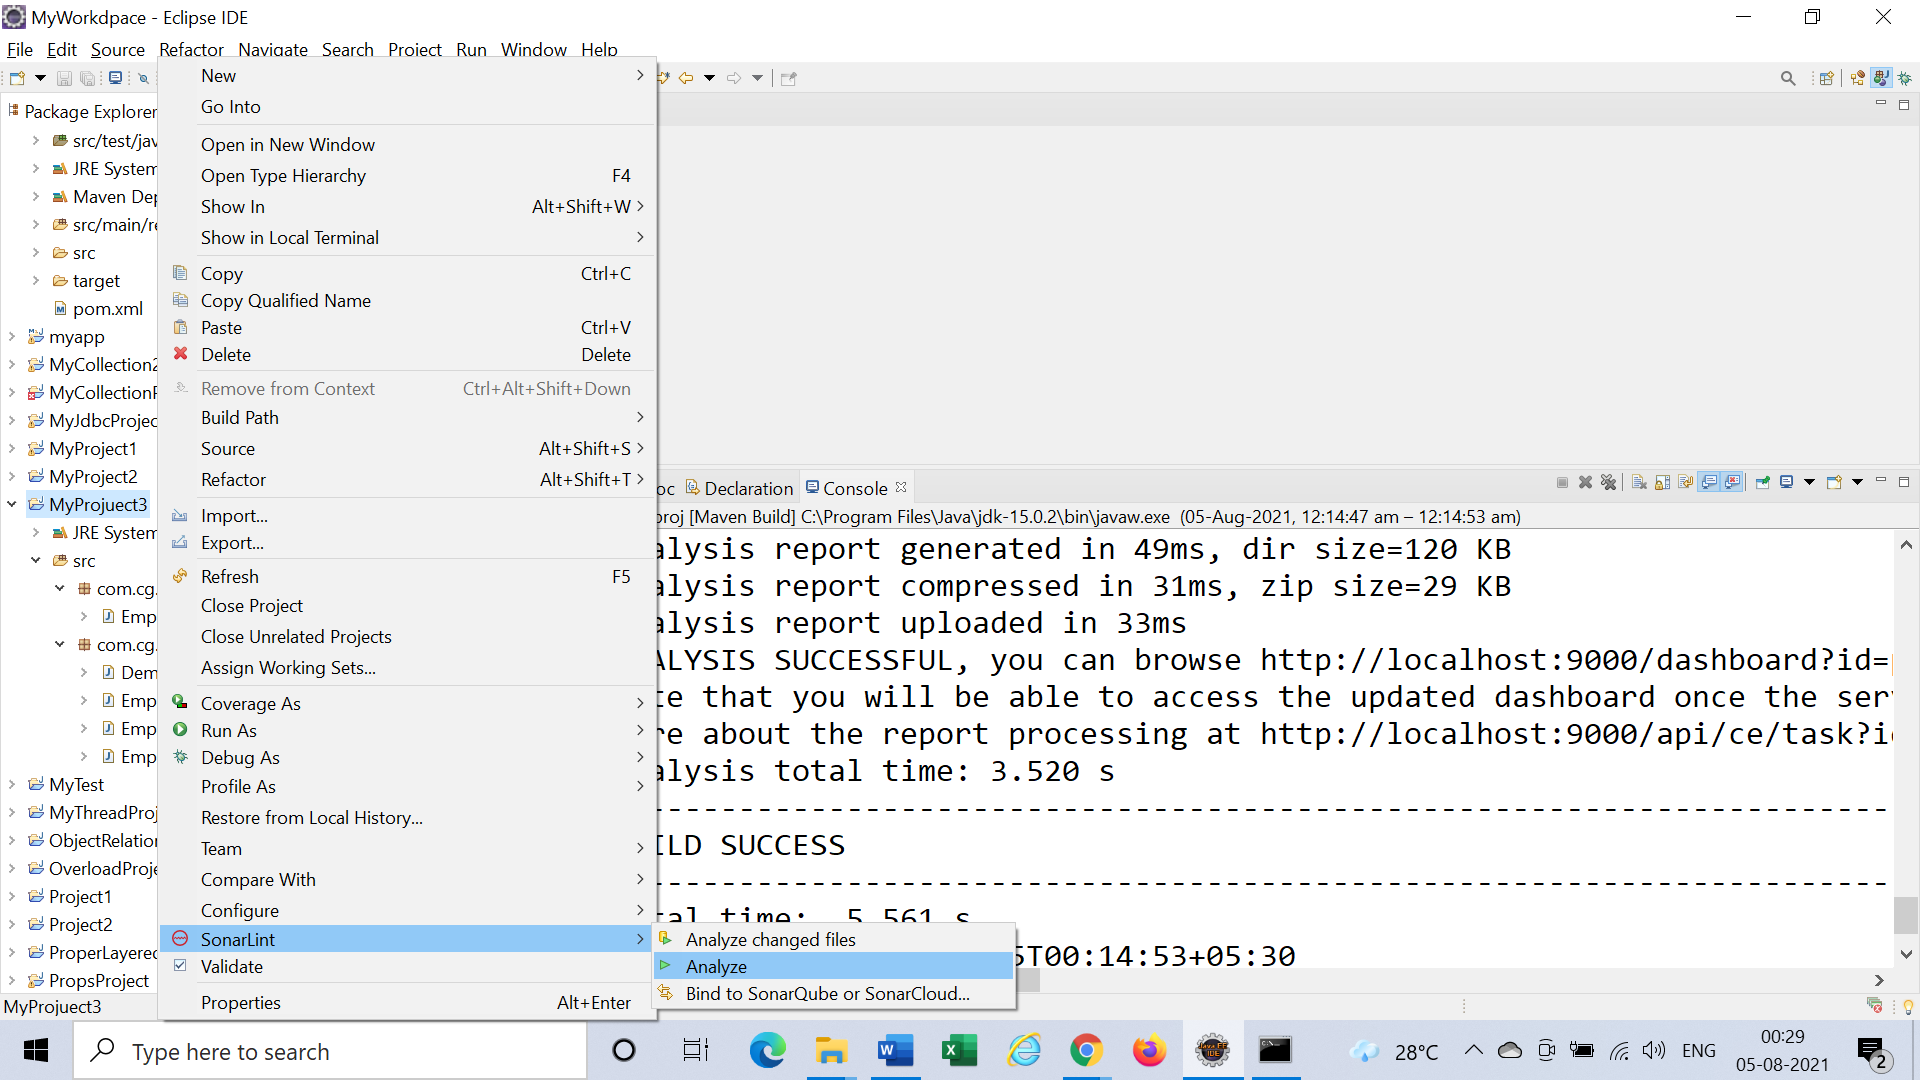 MyWorkdpace - Eclipse IDE
File Edit Source Refactor Navigate Search Project Run Window Help
Package Explorer
src/test/jav
JRE System
Maven Dep
src/main/re
src
target
pom.xml
myapp
MyCollection2
MyCollectionP
MyJdbcProjec
MyProject1
MyProject2
MyProjuect3
JRE System
src
com.cg.
Emp
com.cg.
Dem
Emp
Emp
Emp
MyTest
MyThreadProj
ObjectRelation
OverloadProje
Project1
Project2
ProperLayered
PropsProject
MyProjuect3
New
Go Into
Open in New Window
Open Type Hierarchy F4
Show In Alt+Shift+W
Show in Local Terminal
Copy Ctrl+C
Copy Qualified Name
Paste Ctrl+V
Delete Delete
Remove from Context Ctrl+Alt+Shift+Down
Build Path
Source Alt+Shift+S
Refactor Alt+Shift+T
Import...
Export...
Refresh F5
Close Project
Close Unrelated Projects
Assign Working Sets...
Coverage As
Run As
Debug As
Profile As
Restore from Local History...
Team
Compare With
Configure
SonarLint
Validate
Properties Alt+Enter
Analyze changed files
Analyze
Bind to SonarQube or SonarCloud...
oc Declaration Console
proj [Maven Build] C:\Program Files\Java\jdk-15.0.2\bin\javaw.exe (05-Aug-2021, 12:14:47 am – 12:14:53 am)
alysis report generated in 49ms, dir size=120 KB
alysis report compressed in 31ms, zip size=29 KB
alysis report uploaded in 33ms
ALYSIS SUCCESSFUL, you can browse http://localhost:9000/dashboard?id=
te that you will be able to access the updated dashboard once the ser
re about the report processing at http://localhost:9000/api/ce/task?i
alysis total time: 3.520 s
------------------------------------------------------------------------
ILD SUCCESS
------------------------------------------------------------------------
tal time: 5.561 s
5T00:14:53+05:30
Type here to search
28°C
ENG
00:29
05-08-2021
2